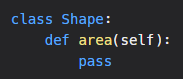 class Shape:
    def area(self):
        pass